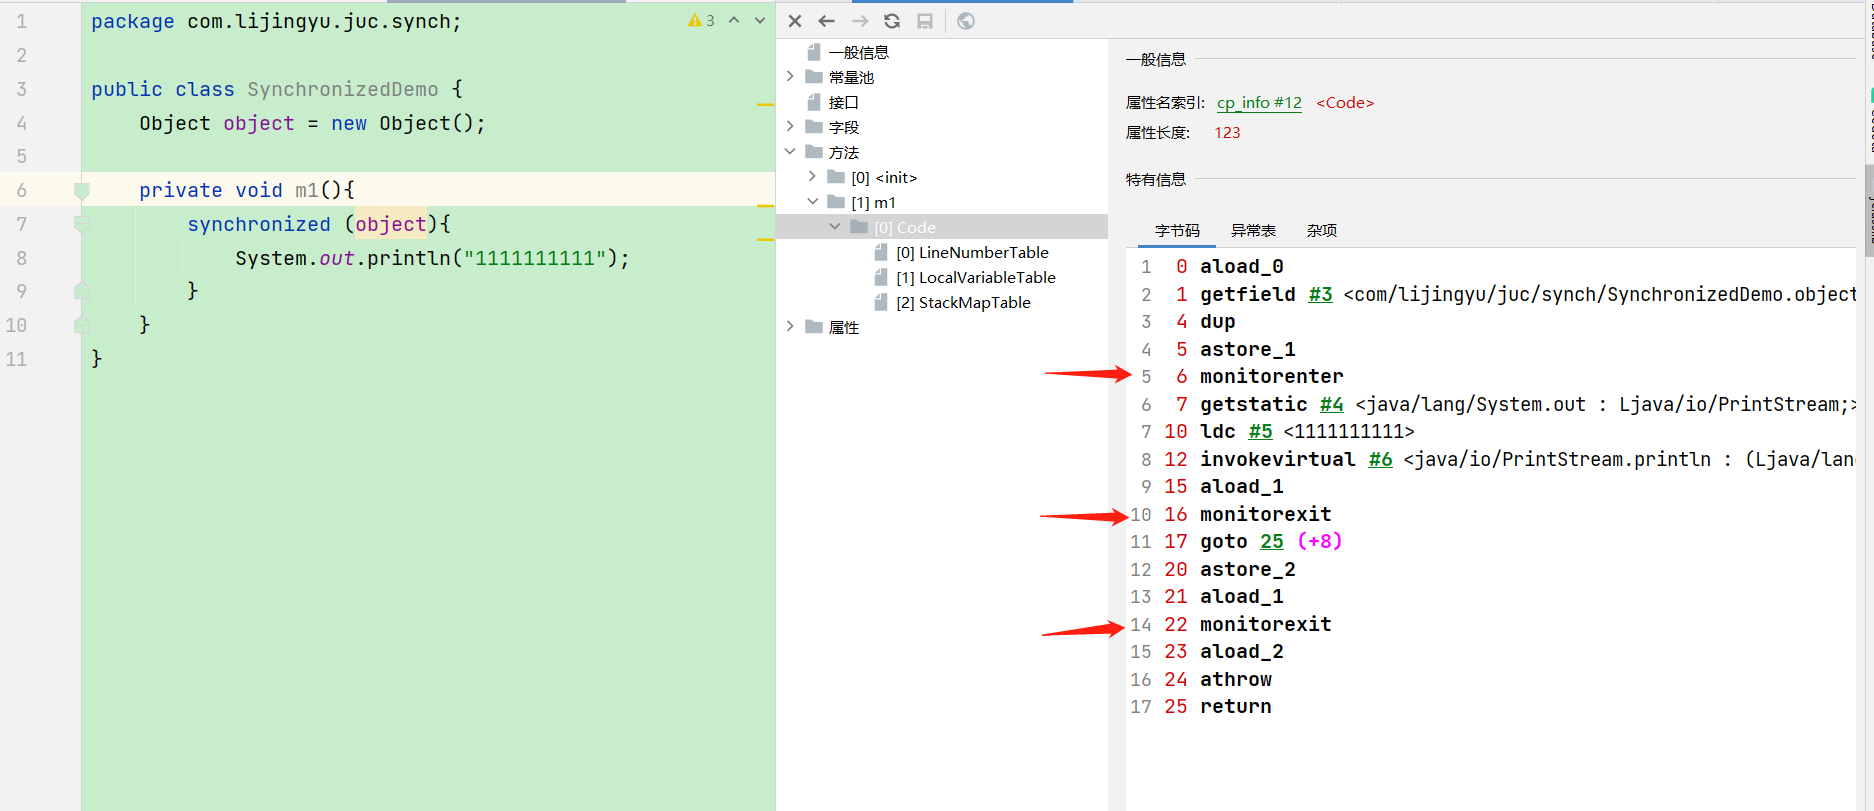 1 package com.lijingyu.juc.synch;
3
2
3 public class SynchronizedDemo {
4 Object object = new Object();
5
6 private void m1(){
7 synchronized (object){
8 System.out.println("1111111111");
9 }
10 }
11 }
一般信息
常量池
接口
字段
方法
[0] <init>
[1] m1
[0] Code
[0] LineNumberTable
[1] LocalVariableTable
[2] StackMapTable
属性
一般信息
属性名索引: cp_info #12 <Code>
属性长度: 123
特有信息
字节码 异常表 杂项
1 0 aload_0
2 1 getfield #3 <com/lijingyu/juc/synch/SynchronizedDemo.object
3 4 dup
4 5 astore_1
5 6 monitorenter
6 7 getstatic #4 <java/lang/System.out : Ljava/io/PrintStream;>
7 10 ldc #5 <1111111111>
8 12 invokevirtual #6 <java/io/PrintStream.println : (Ljava/lan
9 15 aload_1
10 16 monitorexit
11 17 goto 25 (+8)
12 20 astore_2
13 21 aload_1
14 22 monitorexit
15 23 aload_2
16 24 athrow
17 25 return